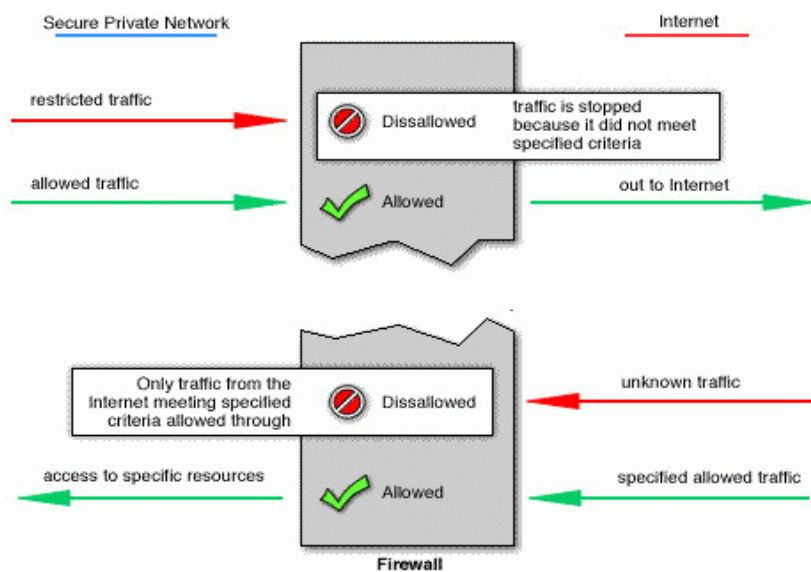 Secure Private Network
Internet
restricted traffic
Dissallowed
traffic is stopped
because it did not meet
specified criteria
allowed traffic
Allowed
out to Internet
Only traffic from the
Internet meeting specified
criteria allowed through
Dissallowed
unknown traffic
access to specific resources
Allowed
specified allowed traffic
Firewall